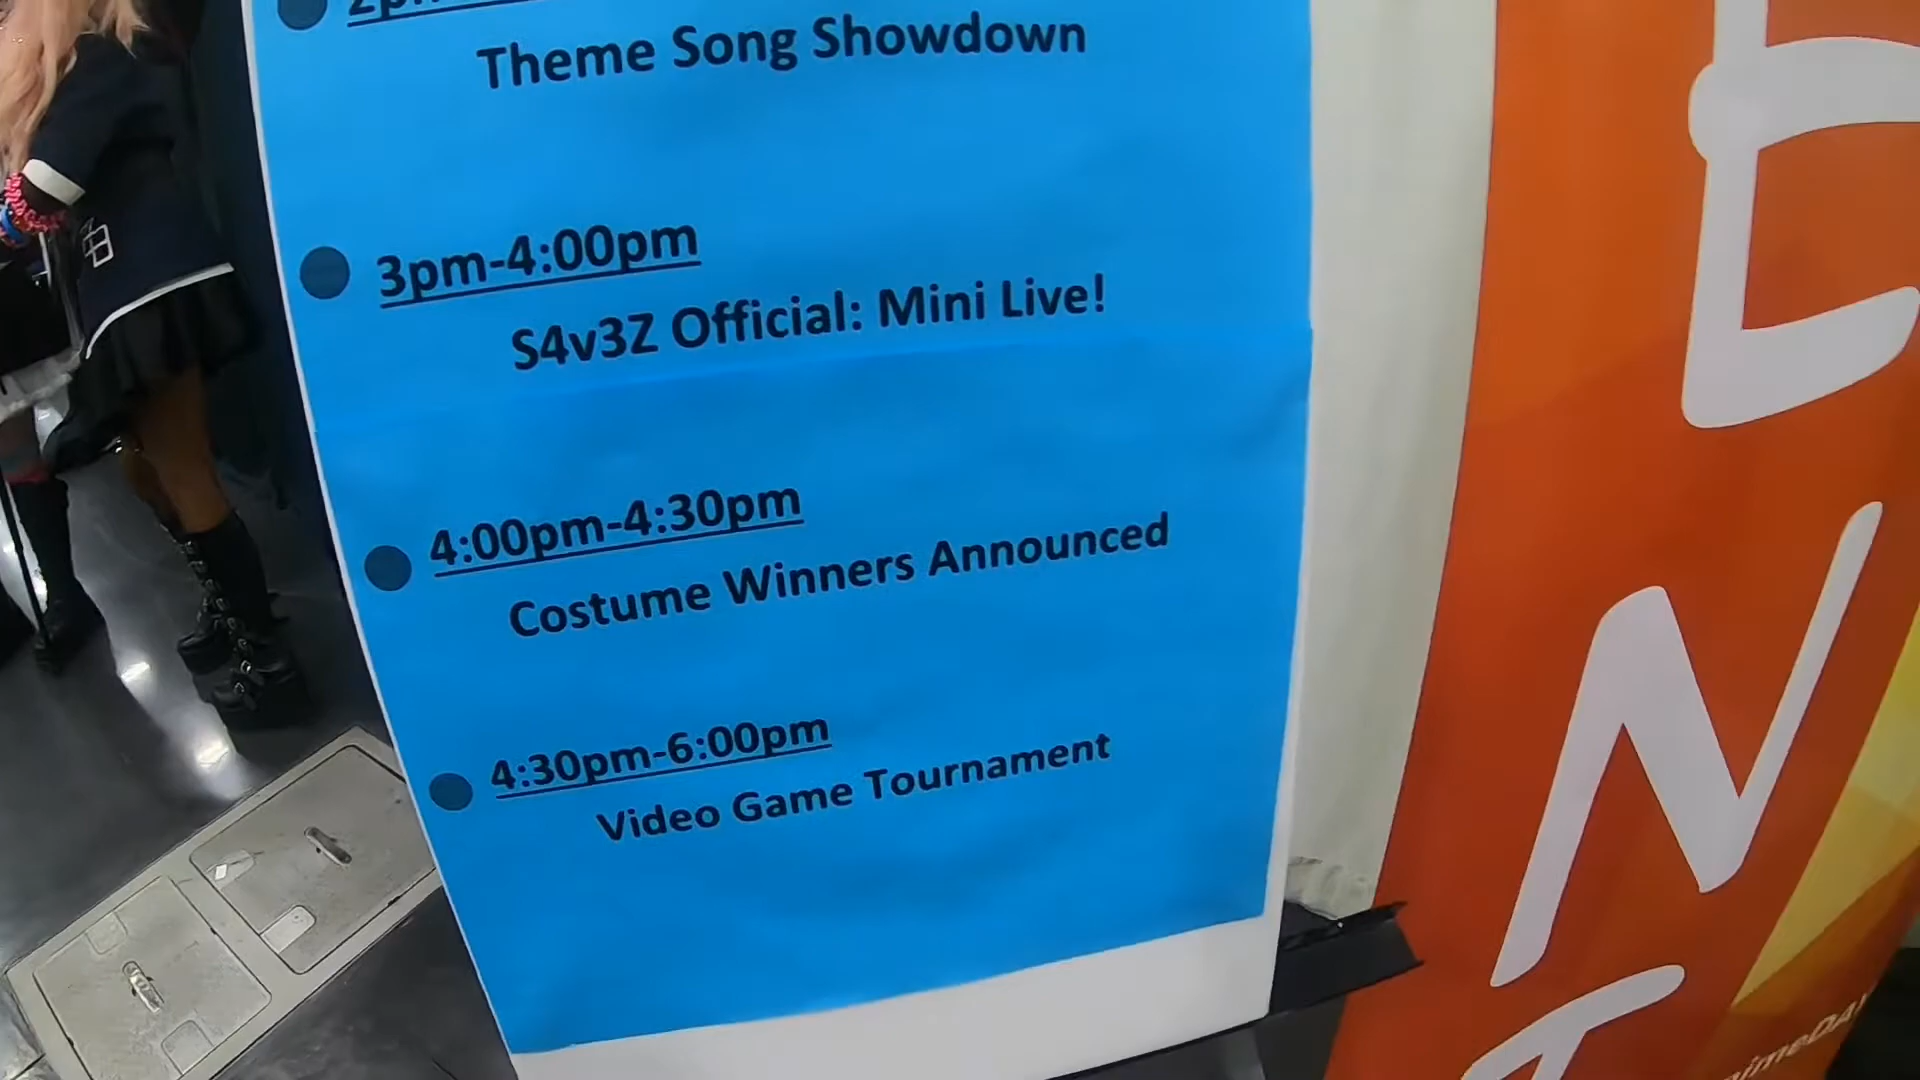 Theme Song Showdown
3pm-4:00pm
S4v3Z Official: Mini Live!
4:00pm-4:30pm
Costume Winners Announced
4:30pm-6:00pm
Video Game Tournament
E
N
T